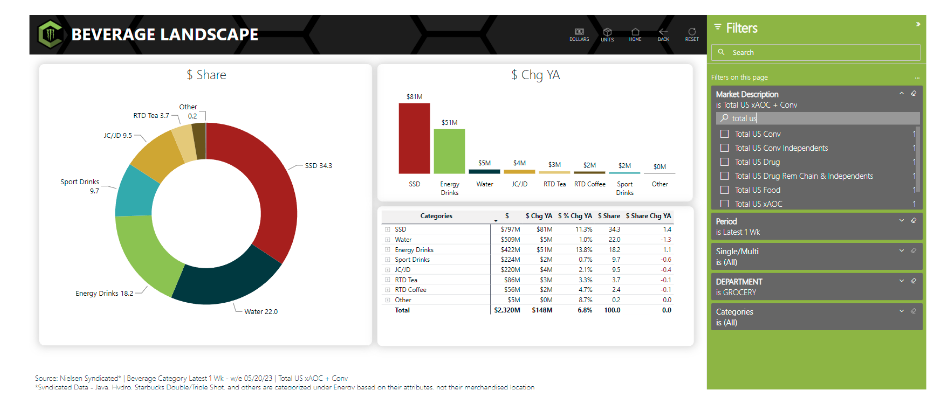 BEVERAGE LANDSCAPE
DOLLARS UNITS HOME BACK RESET
$ Share
Other
0.2
RTD Tea 3.7
JC/JD 9.5
SSD 34.3
Sport Drinks
9.7
Energy Drinks 18.2
Water 22.0
$ Chg YA
$81M
$51M
$5M $4M $3M $2M $2M $0M
SSD Energy Drinks Water JC/JD RTD Tea RTD Coffee Sport Drinks Other
Categories $ $ Chg YA $ % Chg YA $ Share $ Share Chg YA
SSD $797M $81M 11.3% 34.3 1.4
Water $509M $5M 1.0% 22.0 -1.3
Energy Drinks $422M $51M 13.8% 18.2 1.1
Sport Drinks $224M $2M 0.7% 9.7 -0.6
JC/JD $220M $4M 2.1% 9.5 -0.4
RTD Tea $86M $3M 3.3% 3.7 -0.1
RTD Coffee $56M $2M 4.7% 2.4 -0.1
Other $5M $0M 8.7% 0.2 0.0
Total $2,320M $148M 6.8% 100.0 0.0
Source: Nielsen Syndicated* | Beverage Category Latest 1 Wk - w/e 05/20/23 | Total US xAOC + Conv
*Syndicated Data - Java, Hydro, Starbucks Double/Triple Shot, and others are categorized under Energy based on their attributes, not their merchandised location
Filters
»
Search
Filters on this page ...
Market Description
is Total US xAOC + Conv
total us
Total US Conv 1
Total US Conv Independents
Total US Drug 1
Total US Drug Rem Chain & Independents
Total US Food 1
Total US xAOC 1
Period
is Latest 1 Wk
Single/Multi
is (All)
DEPARTMENT
is GROCERY
Categories
is (All)